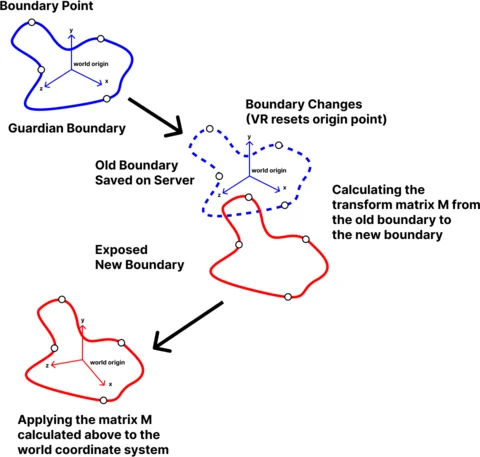 Boundary Point
y
world origin
x
z
Guardian Boundary
Boundary Changes
(VR resets origin point)
y
Old Boundary
Saved on Server
world origin
x
z
Calculating the
transform matrix M from
the old boundary to
the new boundary
Exposed
New Boundary
y
world origin
z
x
Applying the matrix M
calculated above to the
world coordinate system